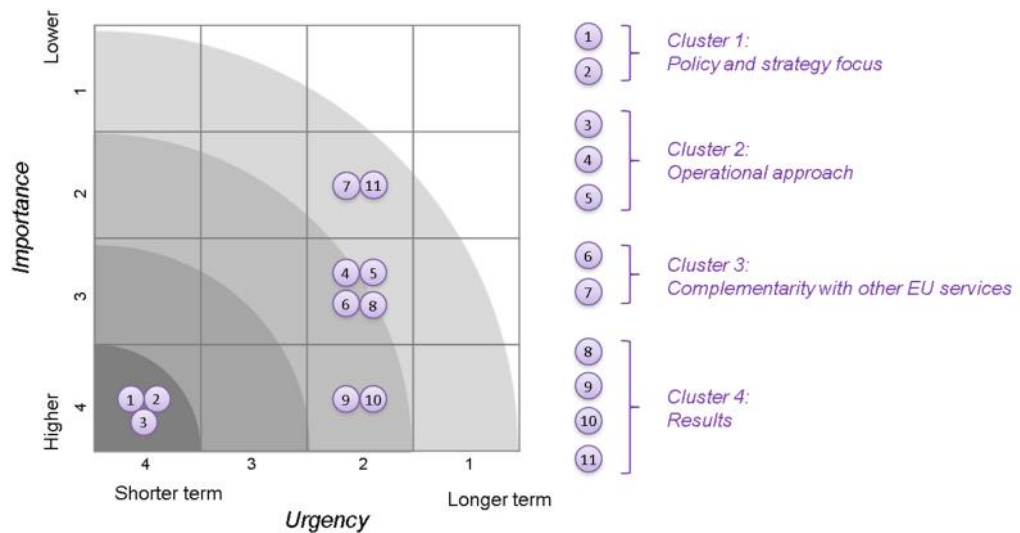 Lower
1
2
3
4
Higher
Importance
7 11
4 5
6 8
1 2
3
9 10
4 3 2 1
Shorter term Longer term
Urgency
1
2
Cluster 1:
Policy and strategy focus
3
4
5
Cluster 2:
Operational approach
6
7
Cluster 3:
Complementarity with other EU services
8
9
10
11
Cluster 4:
Results